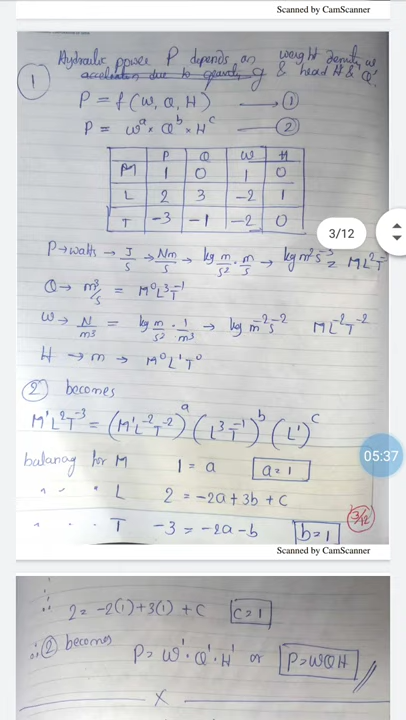 Scanned by CamScanner
1
Hydraulic power P depends on weight density w
acceleration due to gravity g & head H & Q.
P = f (W, Q, H) → ①
P = w^a × Q^b × H^c ②
P Q W H
M 1 0 1 0
L 2 3 -2 1
T -3 -1 -2 0
3/12
P → watts → J/s → Nm/s → kg m/s² · m/s → kg m² s⁻³ = ML²T⁻
Q → m³/s = M⁰L³T⁻¹
W → N/m³ = kg m/s² · 1/m³ → kg m⁻² s⁻² ML⁻²T⁻²
H → m → M⁰L¹T⁰
② becomes
M¹L²T⁻³ = (M¹L⁻²T⁻²)^a (L³T⁻¹)^b (L¹)^c
05:37
balancing for M 1 = a a = 1
" " " L 2 = -2a + 3b + c
" " " T -3 = -2a - b b = 1
3/12
Scanned by CamScanner
∴ 2 = -2(1) + 3(1) + c c = 1
∴ ② becomes P = W¹ · Q¹ · H¹ or P = WQH
x